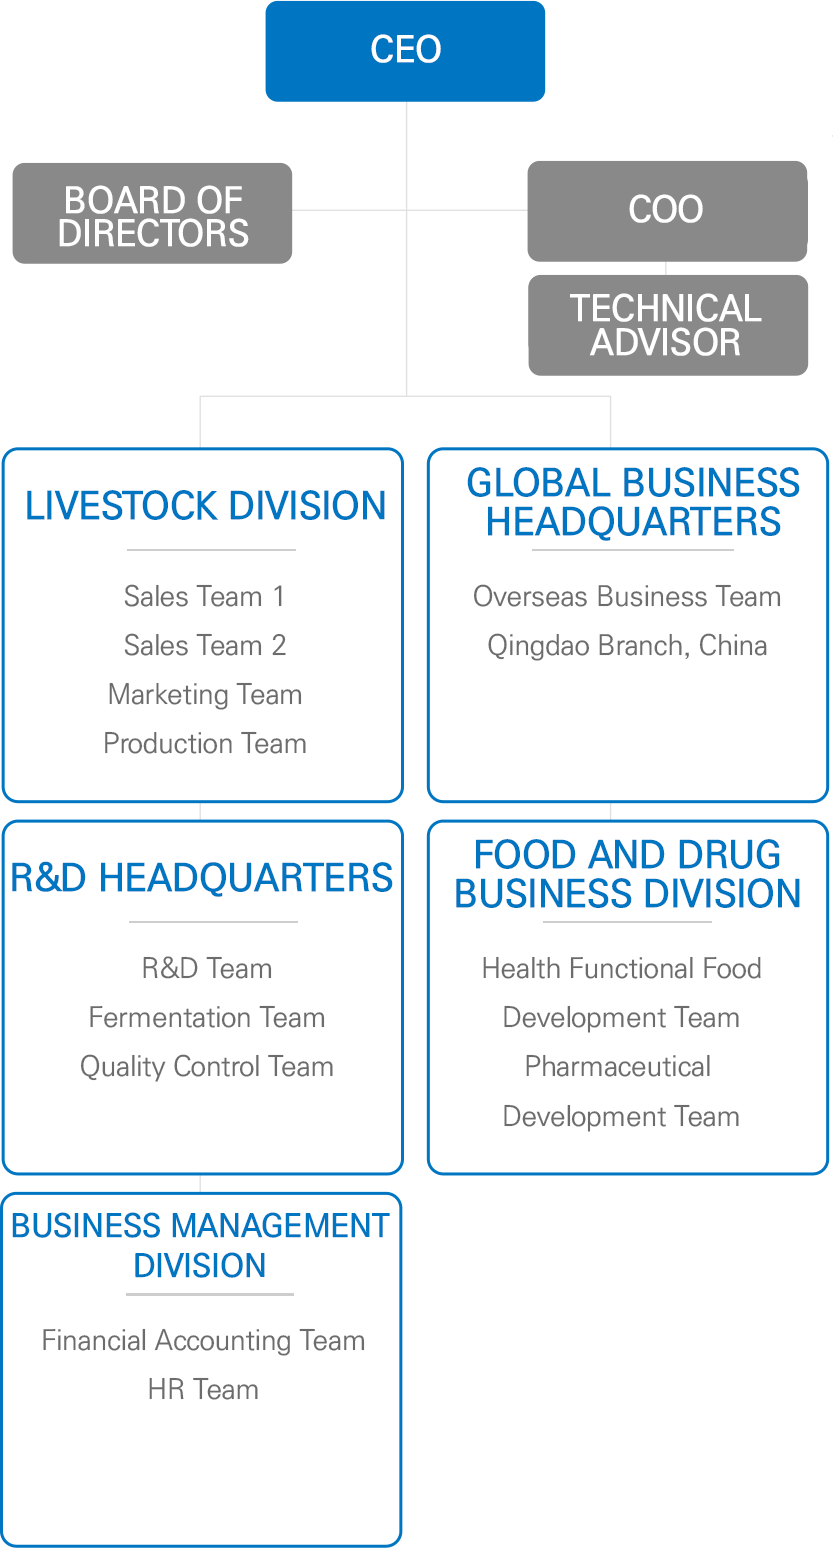 CEO
BOARD OF
DIRECTORS
COO
TECHNICAL
ADVISOR
LIVESTOCK DIVISION
Sales Team 1
Sales Team 2
Marketing Team
Production Team
GLOBAL BUSINESS
HEADQUARTERS
Overseas Business Team
Qingdao Branch, China
R&D HEADQUARTERS
R&D Team
Fermentation Team
Quality Control Team
FOOD AND DRUG
BUSINESS DIVISION
Health Functional Food
Development Team
Pharmaceutical
Development Team
BUSINESS MANAGEMENT
DIVISION
Financial Accounting Team
HR Team